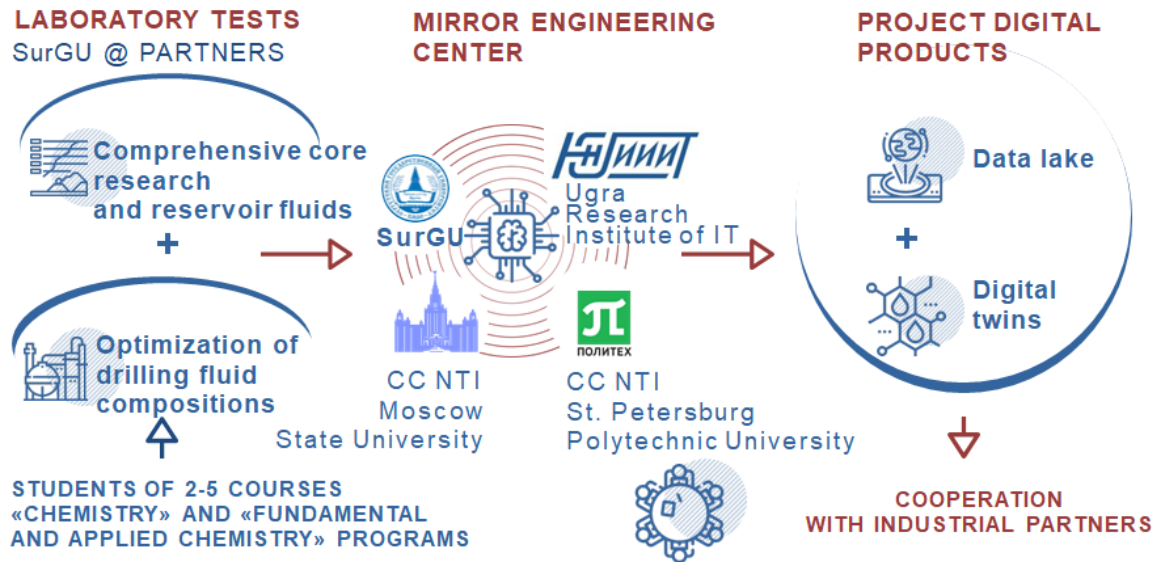 LABORATORY TESTS
SurGU @ PARTNERS
Comprehensive core
research
and reservoir fluids
+
Optimization of
drilling fluid
compositions
STUDENTS OF 2-5 COURSES
«CHEMISTRY» AND «FUNDAMENTAL
AND APPLIED CHEMISTRY» PROGRAMS
MIRROR ENGINEERING
CENTER
SurGU
ЮНИИИТ
Ugra
Research
Institute of IT
CC NTI
Moscow
State University
ПОЛИТЕХ
CC NTI
St. Petersburg
Polytechnic University
PROJECT DIGITAL
PRODUCTS
Data lake
+
Digital
twins
COOPERATION
WITH INDUSTRIAL PARTNERS